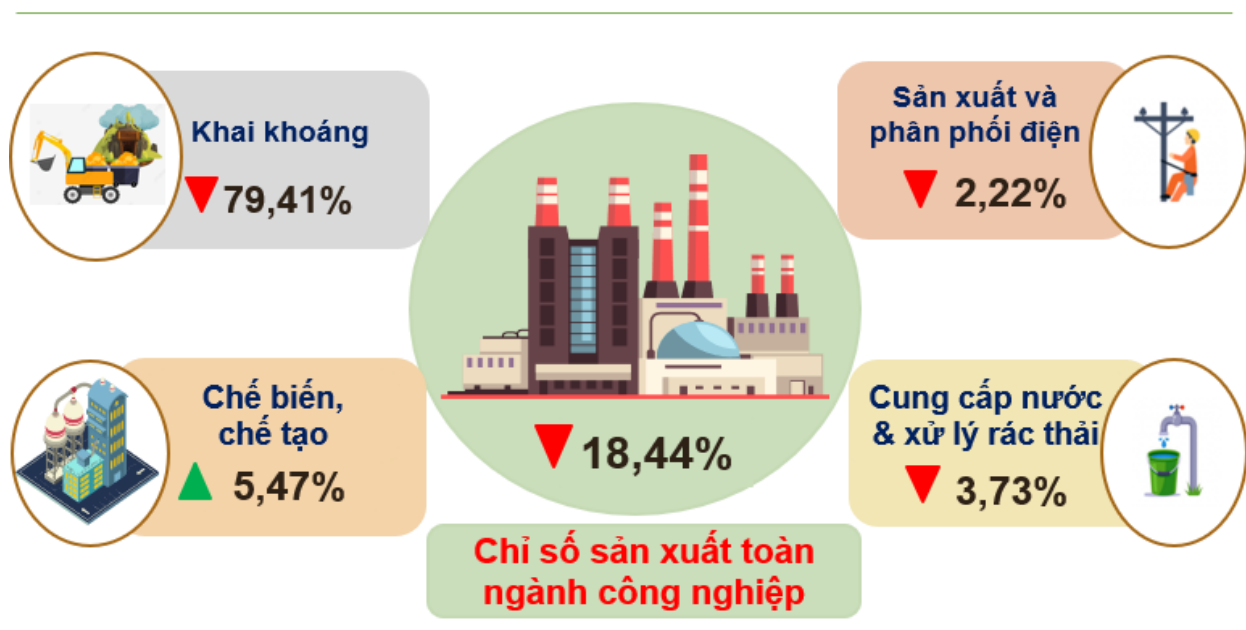 Khai khoáng
▼79,41%
Sản xuất và
phân phối điện
▼ 2,22%
Chế biến,
chế tạo
▲ 5,47%
▼ 18,44%
Cung cấp nước
& xử lý rác thải
▼ 3,73%
Chỉ số sản xuất toàn
ngành công nghiệp